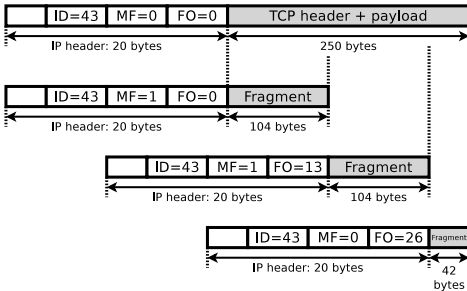 ID=43 MF=0 FO=0 TCP header + payload
IP header: 20 bytes 250 bytes
ID=43 MF=1 FO=0 Fragment
IP header: 20 bytes 104 bytes
ID=43 MF=1 FO=13 Fragment
IP header: 20 bytes 104 bytes
ID=43 MF=0 FO=26 Fragment
IP header: 20 bytes 42
bytes